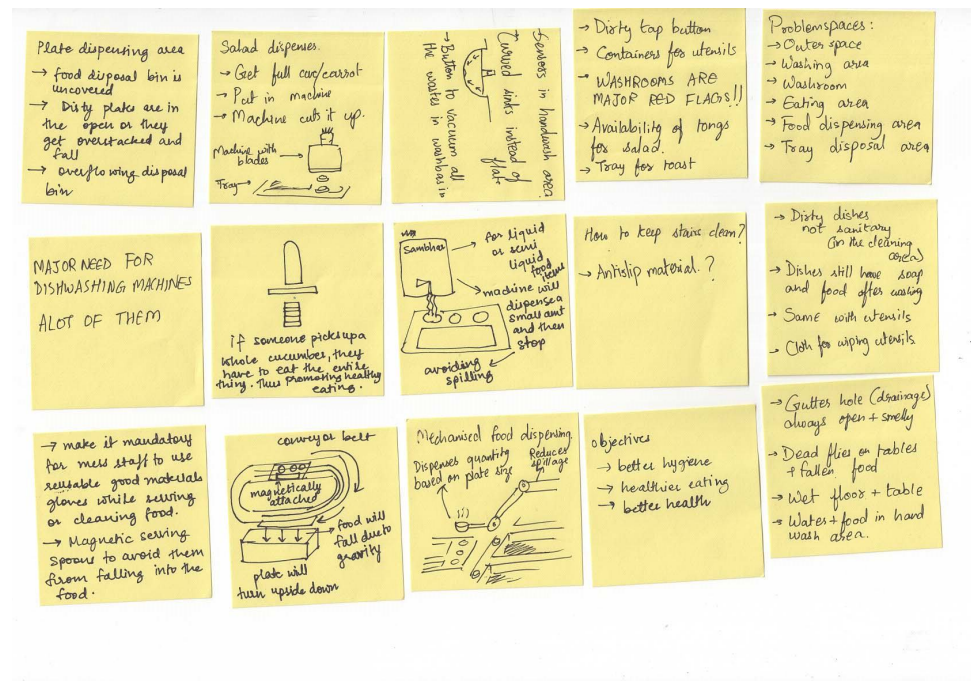 Plate dispensing area
→ food disposal bin is
uncovered
→ Dirty plates are in
the open or they
get overstacked and
fall
→ overflowing disposal
bin
Salad dispenses.
→ Get full cuc/carrot
→ Put in machine
→ Machine cuts it up.
Machine with
blades
Tray
Sensors in handwash area.
Curved sinks instead of
flat
→ Button to vacuum all
the wastes in washbasin
→ Dirty tap button
→ Containers for utensils
→ WASHROOMS ARE
MAJOR RED FLAGS!!
→ Availability of tongs
for salad.
→ Tray for toast
Problemspaces:
→ Outer space
→ Washing area
→ Washroom
→ Eating area
→ Food dispensing area
→ Tray disposal area
MAJOR NEED FOR
DISHWASHING MACHINES
ALOT OF THEM
if someone picksup a
whole cucumber, they
have to eat the entire
thing. Thus promoting healthy
eating.
Sambhar
for liquid
or semi
liquid
food
items
machine will
dispense a
small amt
and then
stop
avoiding
spilling
How to keep stairs clean?
→ Antislip material.?
→ Dirty dishes
not sanitary
(in the cleaning
area)
→ Dishes still have soap
and food after washing
→ Same with utensils
→ Cloth for wiping utensils
→ make it mandatory
for mess staff to use
reusable good materials
gloves while serving
or cleaning food.
→ Magnetic serving
spoons to avoid them
from falling into the
food.
conveyor belt
magnetically
attached
food will
fall due to
gravity
plate will
turn upside down
Mechanised food dispensing.
Dispenses quantity
based on plate size
Reduces
spillage
objectives
→ better hygiene
→ healthier eating
→ better health
→ Gutter hole (drainage)
always open + smelly
→ Dead flies on tables
+ fallen food
→ Wet floor + table
→ Water + food in hand
wash area.